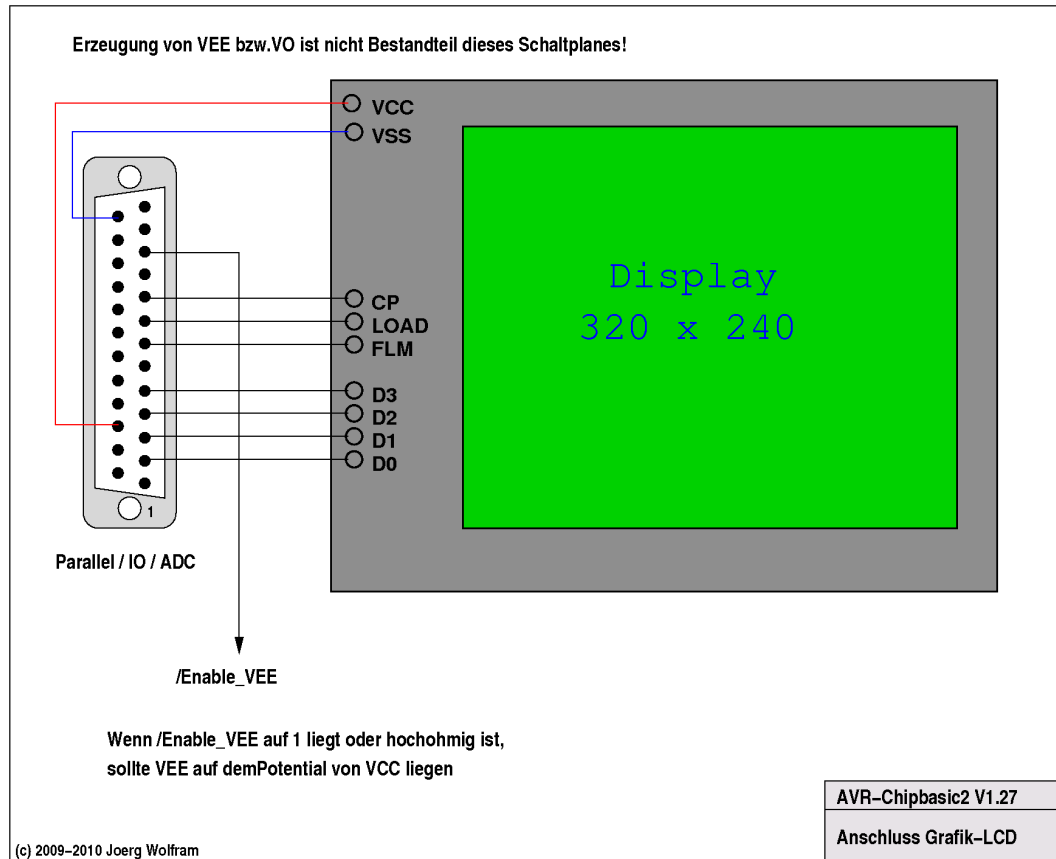 Erzeugung von VEE bzw.VO ist nicht Bestandteil dieses Schaltplanes!
VCC
VSS
Display
320 x 240
CP
LOAD
FLM
D3
D2
D1
D0
1
Parallel / IO / ADC
/Enable_VEE
Wenn /Enable_VEE auf 1 liegt oder hochohmig ist,
sollte VEE auf demPotential von VCC liegen
AVR-Chipbasic2 V1.27
Anschluss Grafik-LCD
(c) 2009-2010 Joerg Wolfram